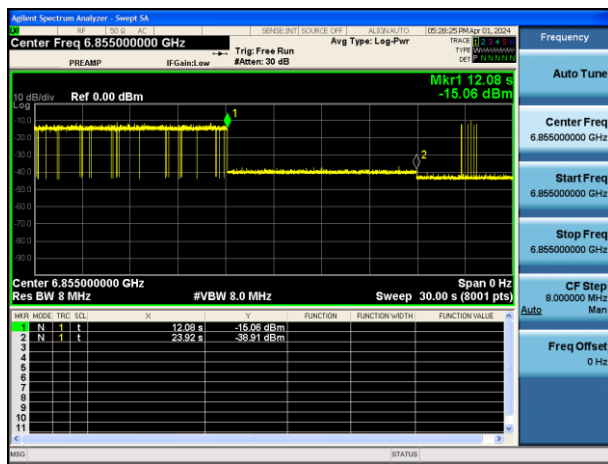 Agilent Spectrum Analyzer - Swept SA
RF 50 Ω AC SENSE:INT SOURCE OFF ALIGNAUTO 05:28:25 PM Apr 01, 2024
Center Freq 6.855000000 GHz
Avg Type: Log-Pwr
TRACE 1 2 3 4 5 6
TYPE
DET P N N N N N
Trig: Free Run
#Atten: 30 dB
PREAMP IFGain:Low
Mkr1 12.08 s
-15.06 dBm
10 dB/div Ref 0.00 dBm
Log
-10.0
-20.0
-30.0
-40.0
-50.0
-60.0
-70.0
-80.0
-90.0
1
2
Center 6.855000000 GHz Span 0 Hz
Res BW 8 MHz #VBW 8.0 MHz Sweep 30.00 s (8001 pts)
MKR MODE TRC SCL X Y FUNCTION FUNCTION WIDTH FUNCTION VALUE
1 N 1 t 12.08 s -15.06 dBm
2 N 1 t 23.92 s -38.91 dBm
3
4
5
6
7
8
9
10
11
MSG STATUS
Frequency
Auto Tune
Center Freq
6.855000000 GHz
Start Freq
6.855000000 GHz
Stop Freq
6.855000000 GHz
CF Step
8.000000 MHz
Auto Man
Freq Offset
0 Hz